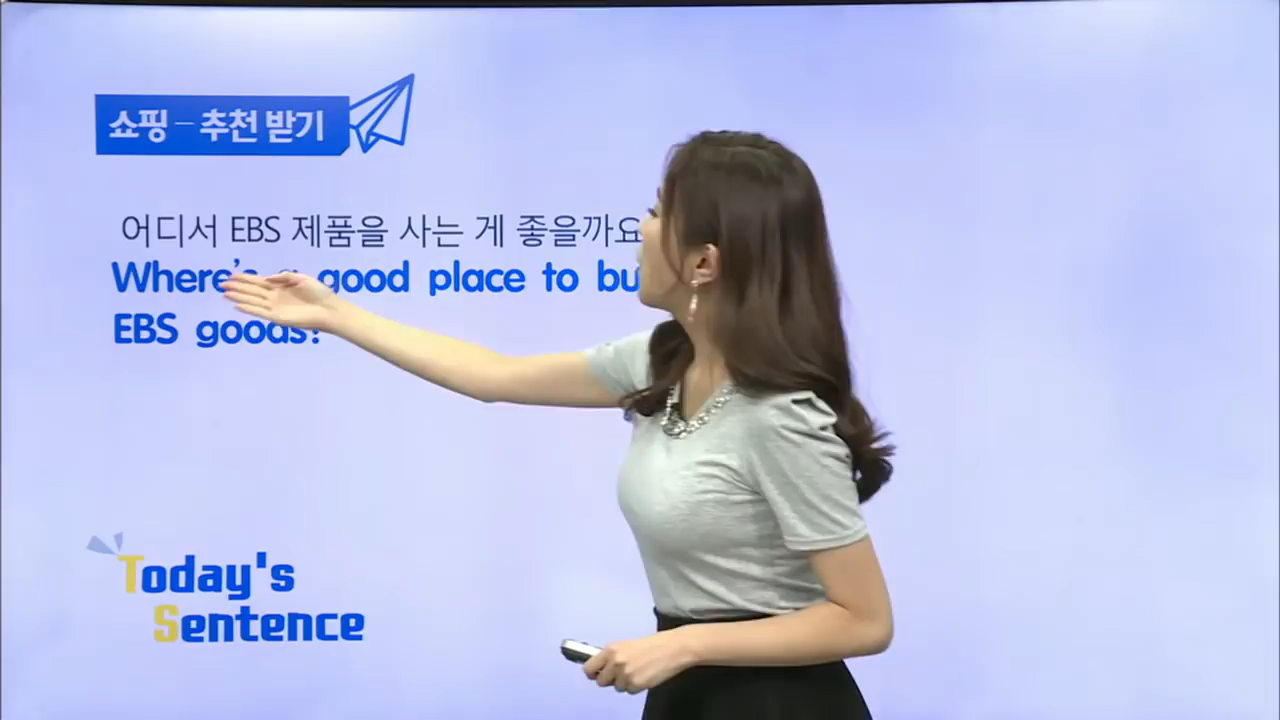 쇼핑 – 추천 받기
어디서 EBS 제품을 사는 게 좋을까요
Where's a good place to bu
EBS goods?
Today's
Sentence